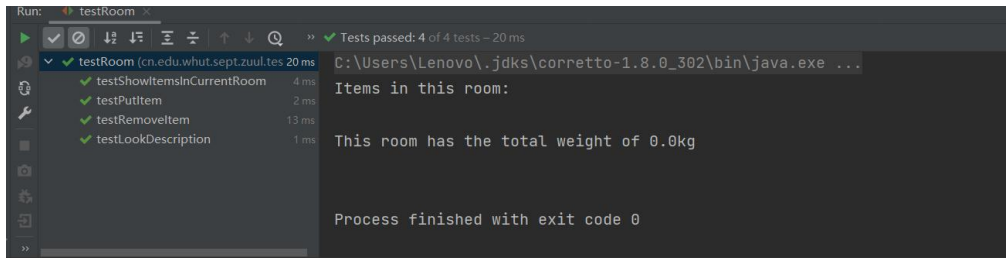 Run: testRoom ×
Tests passed: 4 of 4 tests – 20 ms
testRoom (cn.edu.whut.sept.zuul.tes 20 ms
testShowItemsInCurrentRoom 4 ms
testPutItem 2 ms
testRemoveItem 13 ms
testLookDescription 1 ms
C:\Users\Lenovo\.jdks\corretto-1.8.0_302\bin\java.exe ...
Items in this room:
This room has the total weight of 0.0kg
Process finished with exit code 0